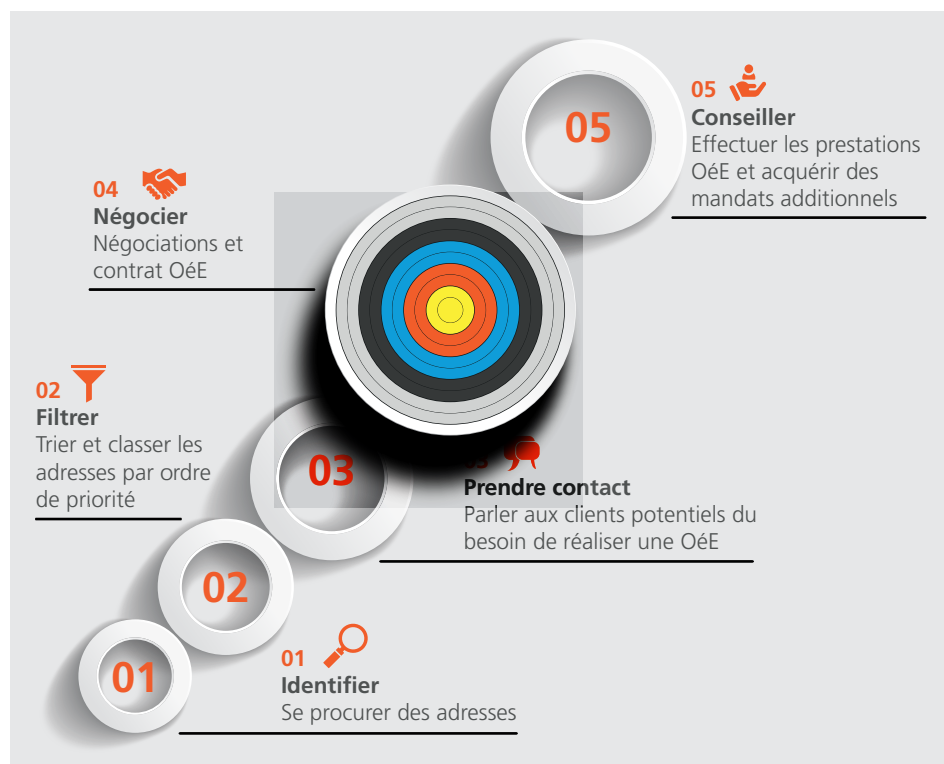 05
05
Conseiller
Effectuer les prestations
OéE et acquérir des
mandats additionnels
04
Négocier
Négociations et
contrat OéE
02
Filtrer
Trier et classer les
adresses par ordre
de priorité
03
03
Prendre contact
Parler aux clients potentiels du
besoin de réaliser une OéE
02
01
01
Identifier
Se procurer des adresses